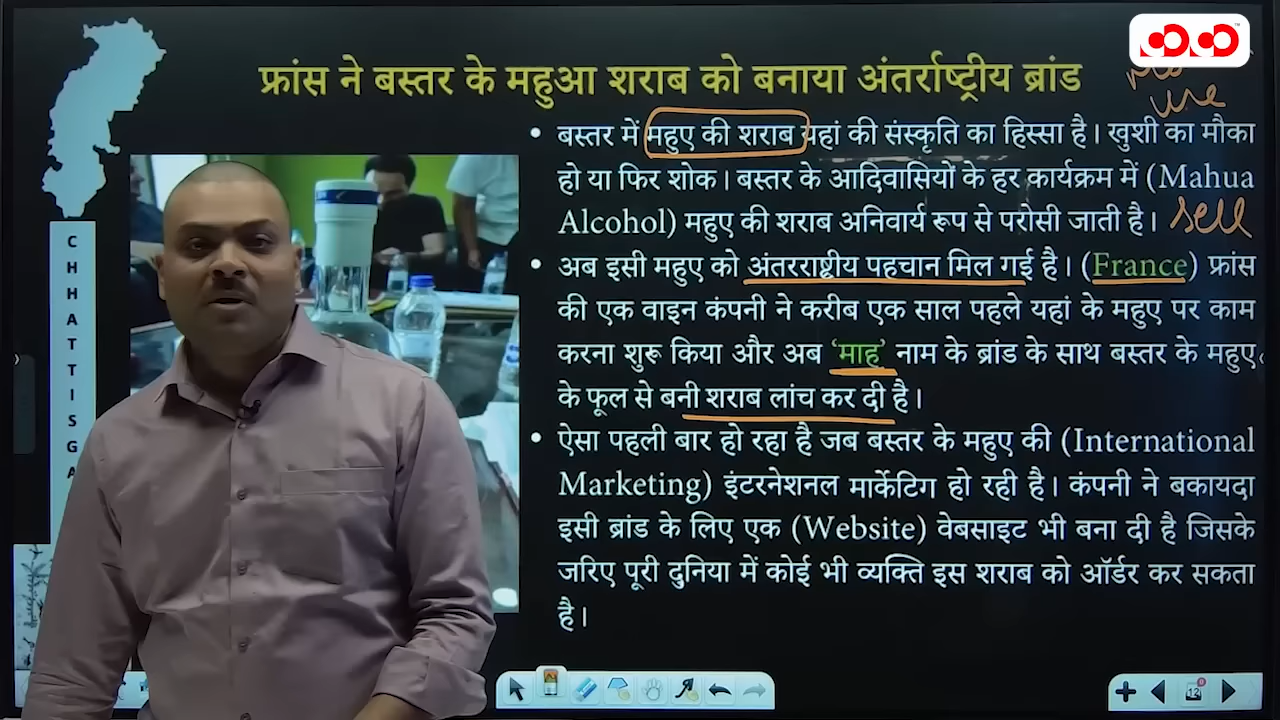 फ्रांस ने बस्तर के महुआ शराब को बनाया अंतर्राष्ट्रीय ब्रांड
use
• बस्तर में महुए की शराब यहां की संस्कृति का हिस्सा है। खुशी का मौका
हो या फिर शोक। बस्तर के आदिवासियों के हर कार्यक्रम में (Mahua
Alcohol) महुए की शराब अनिवार्य रूप से परोसी जाती है।
sell
• अब इसी महुए को अंतरराष्ट्रीय पहचान मिल गई है। (France) फ्रांस
की एक वाइन कंपनी ने करीब एक साल पहले यहां के महुए पर काम
करना शुरू किया और अब ‘माह’ नाम के ब्रांड के साथ बस्तर के महुए
के फूल से बनी शराब लांच कर दी है।
• ऐसा पहली बार हो रहा है जब बस्तर के महुए की (International
Marketing) इंटरनेशनल मार्केटिग हो रही है। कंपनी ने बकायदा
इसी ब्रांड के लिए एक (Website) वेबसाइट भी बना दी है जिसके
जरिए पूरी दुनिया में कोई भी व्यक्ति इस शराब को ऑर्डर कर सकता
है।
C
H
H
A
T
T
I
S
G
A
12